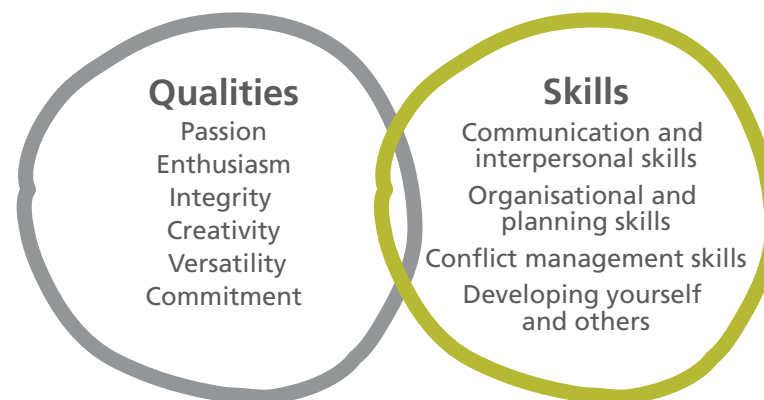 Qualities
Passion
Enthusiasm
Integrity
Creativity
Versatility
Commitment
Skills
Communication and
interpersonal skills
Organisational and
planning skills
Conflict management skills
Developing yourself
and others